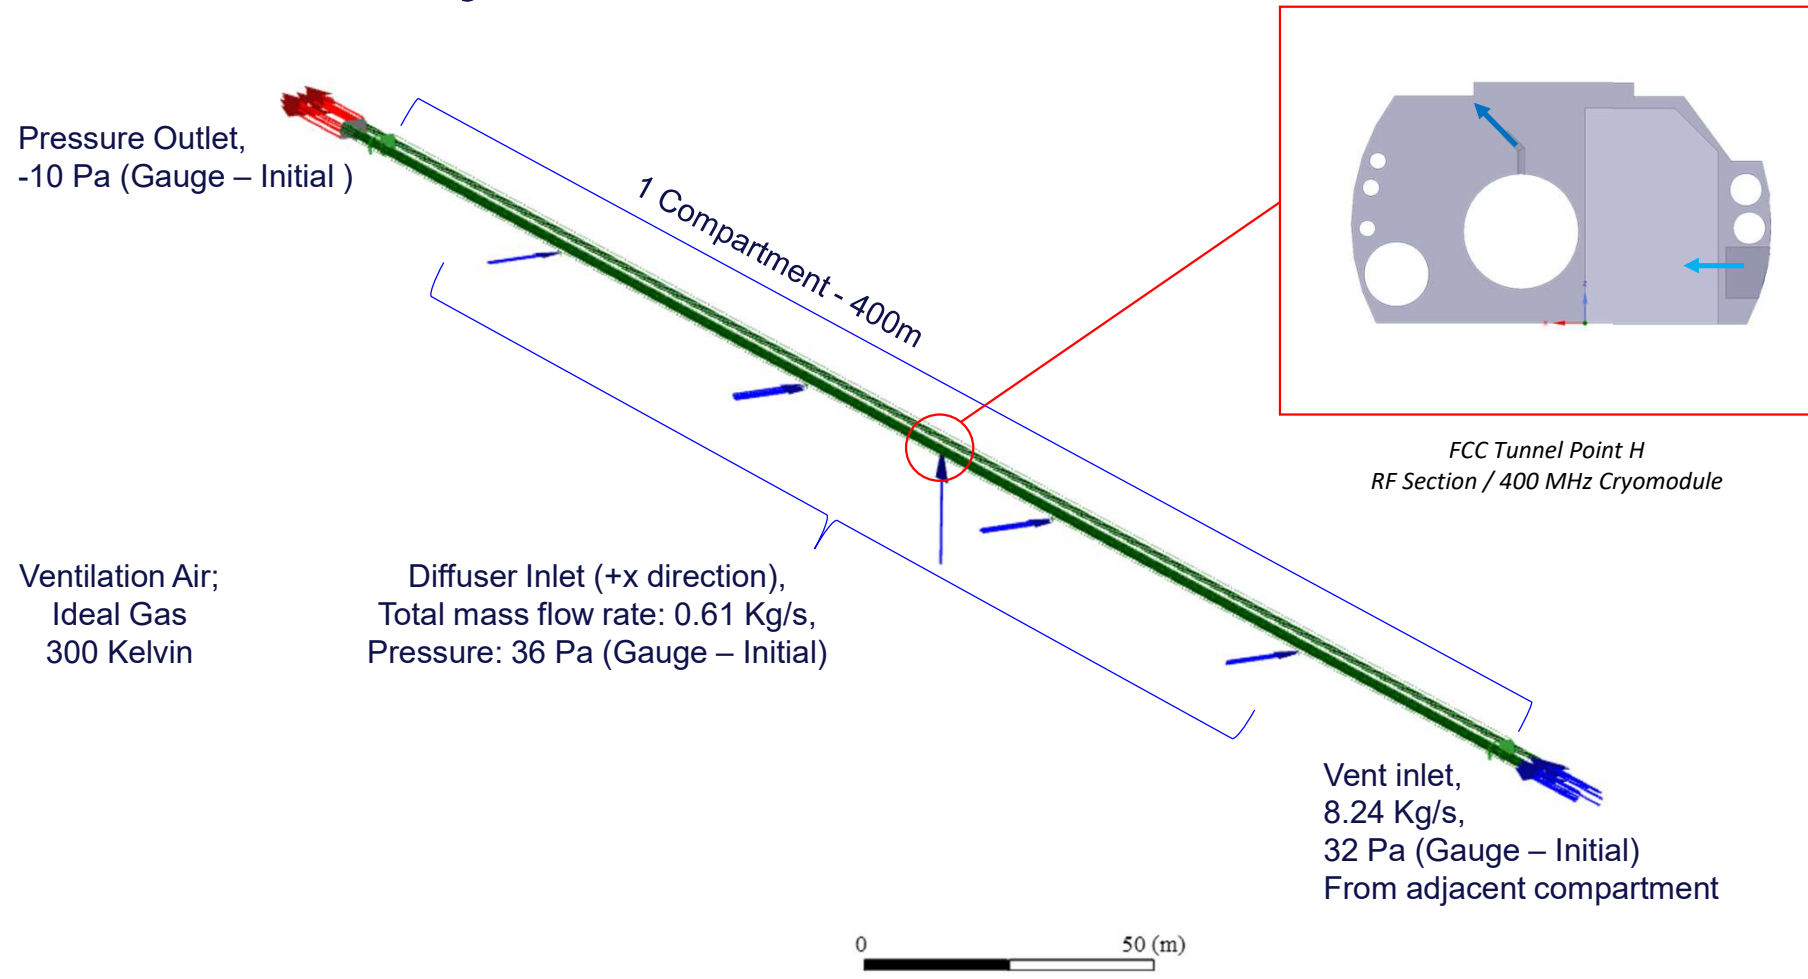 Pressure Outlet,
-10 Pa (Gauge – Initial )
1 Compartment - 400m
FCC Tunnel Point H
RF Section / 400 MHz Cryomodule
Ventilation Air;
Ideal Gas
300 Kelvin
Diffuser Inlet (+x direction),
Total mass flow rate: 0.61 Kg/s,
Pressure: 36 Pa (Gauge – Initial)
Vent inlet,
8.24 Kg/s,
32 Pa (Gauge – Initial)
From adjacent compartment
0 50 (m)